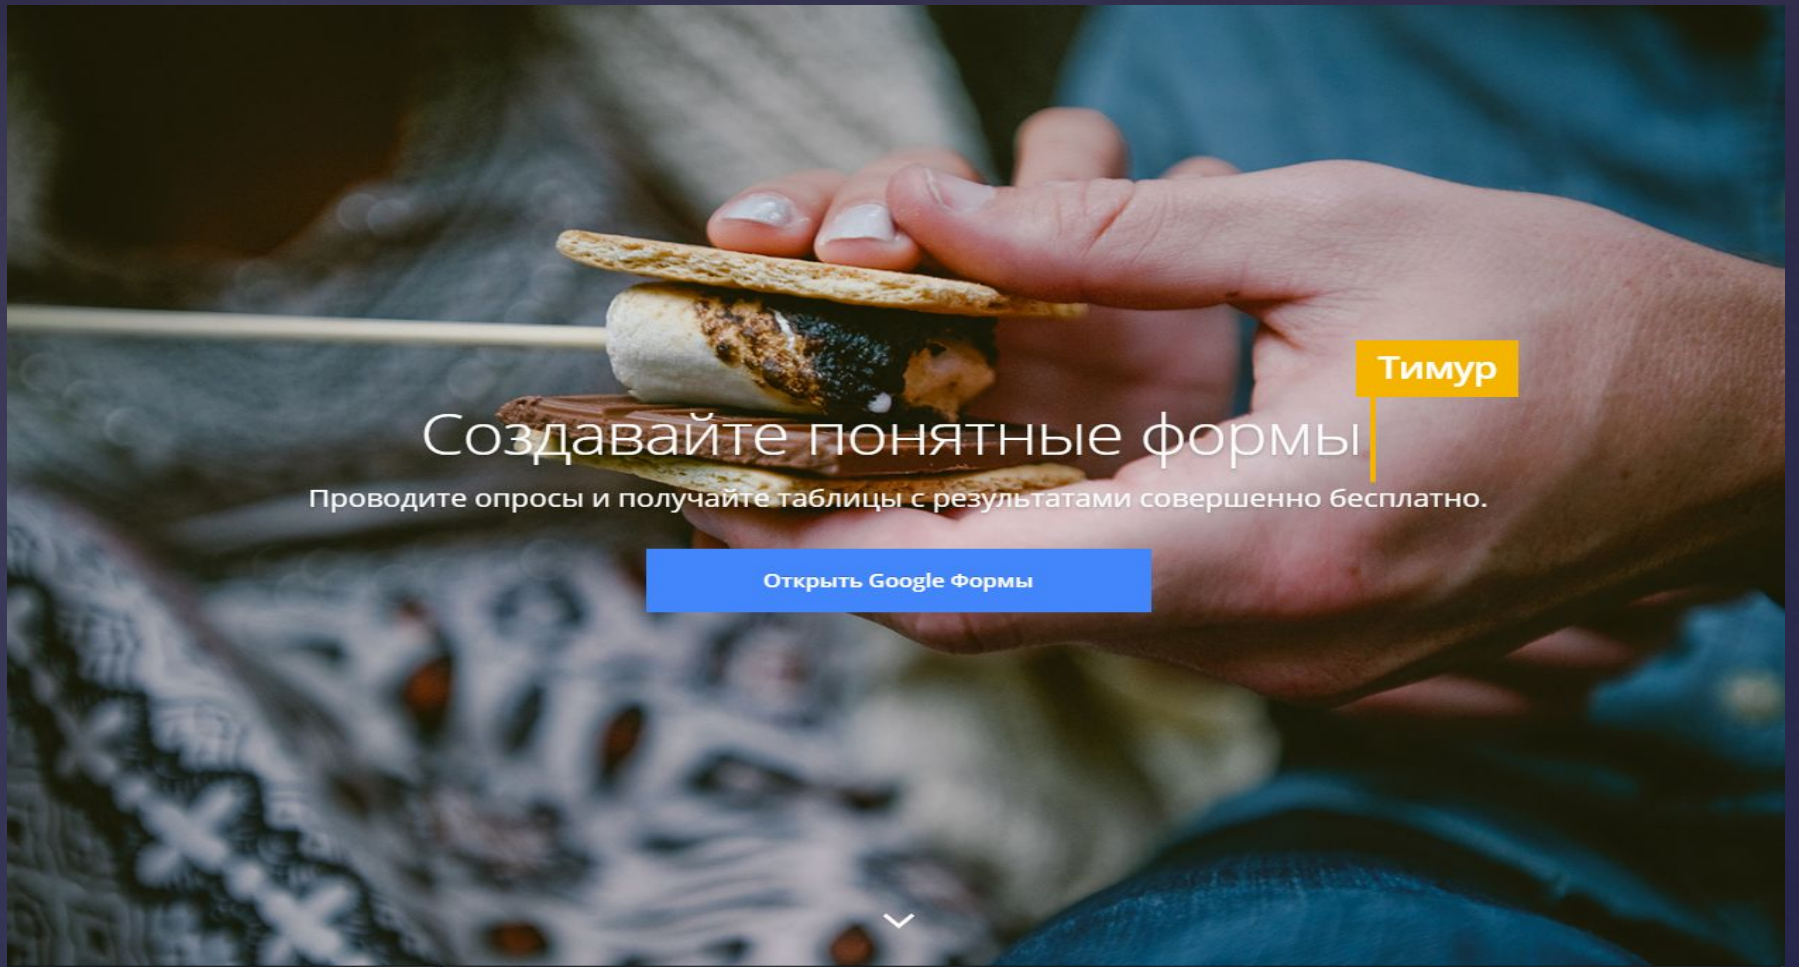 Тимур
Создавайте понятные формы
Проводите опросы и получайте таблицы с результатами совершенно бесплатно.
Открыть Google Формы